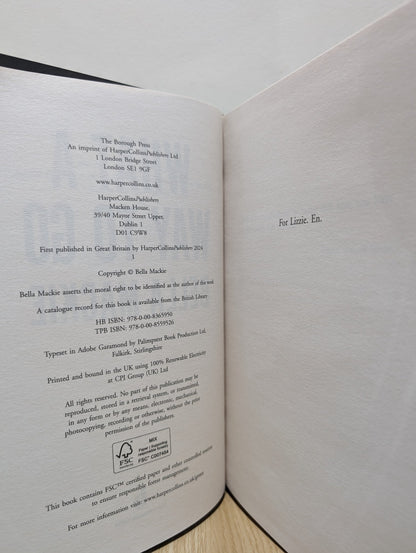 The Borough Press
An imprint of HarperCollinsPublishers Ltd
1 London Bridge Street
London SE1 9GF
www.harpercollins.co.uk
HarperCollinsPublishers
Macken House,
39/40 Mayor Street Upper,
Dublin 1
D01 C9W8
First published in Great Britain by HarperCollinsPublishers 2024
1
Copyright © Bella Mackie
Bella Mackie asserts the moral right to be identified as the author of this work
A catalogue record for this book is available from the British Library
HB ISBN: 978-0-00-8365950
TPB ISBN: 978-0-00-8559526
Typeset in Adobe Garamond by Palimpsest Book Production Ltd,
Falkirk, Stirlingshire
Printed and bound in the UK using 100% Renewable Electricity
at CPI Group (UK) Ltd
All rights reserved. No part of this publication may be
reproduced, stored in a retrieval system, or transmitted,
in any form or by any means, electronic, mechanical,
photocopying, recording or otherwise, without the prior
permission of the publishers.
FSC
www.fsc.org
MIX
Paper | Supporting
responsible forestry
FSC™ C007454
This book contains FSC™ certified paper and other controlled sources
to ensure responsible forest management.
For more information visit: www.harpercollins.co.uk/green
For Lizzie. En.